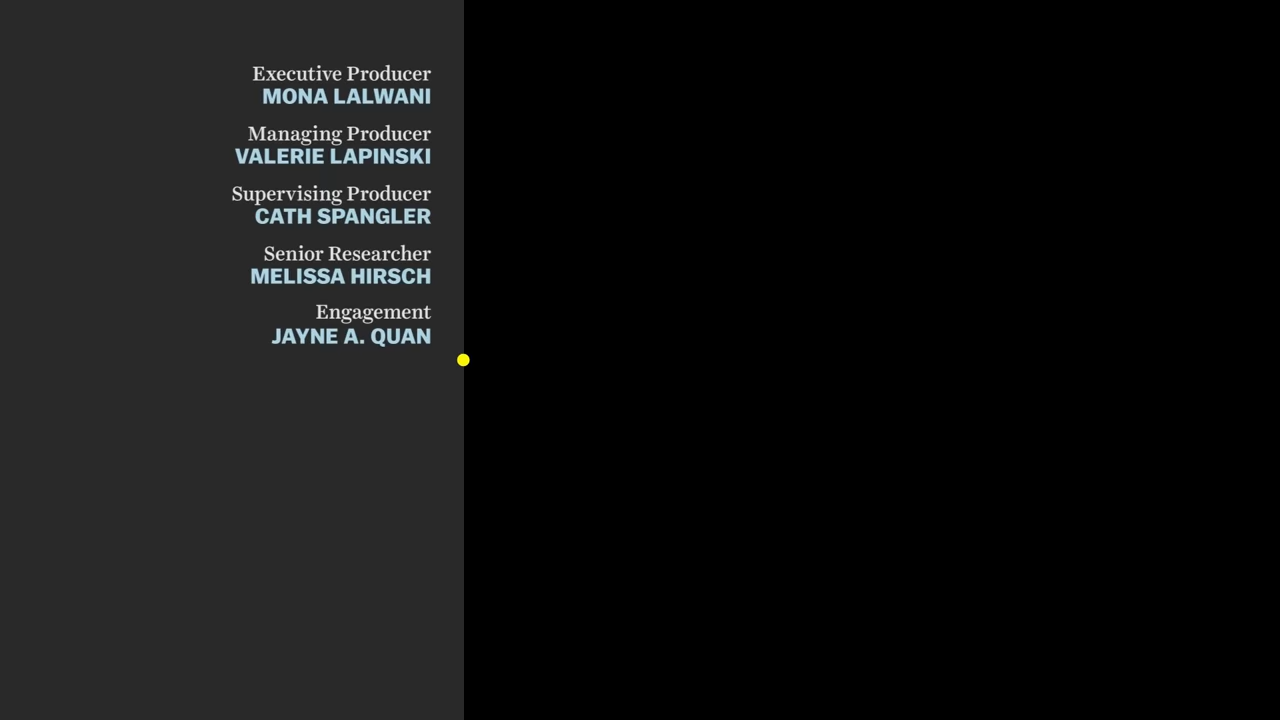 Executive Producer
MONA LALWANI
Managing Producer
VALERIE LAPINSKI
Supervising Producer
CATH SPANGLER
Senior Researcher
MELISSA HIRSCH
Engagement
JAYNE A. QUAN